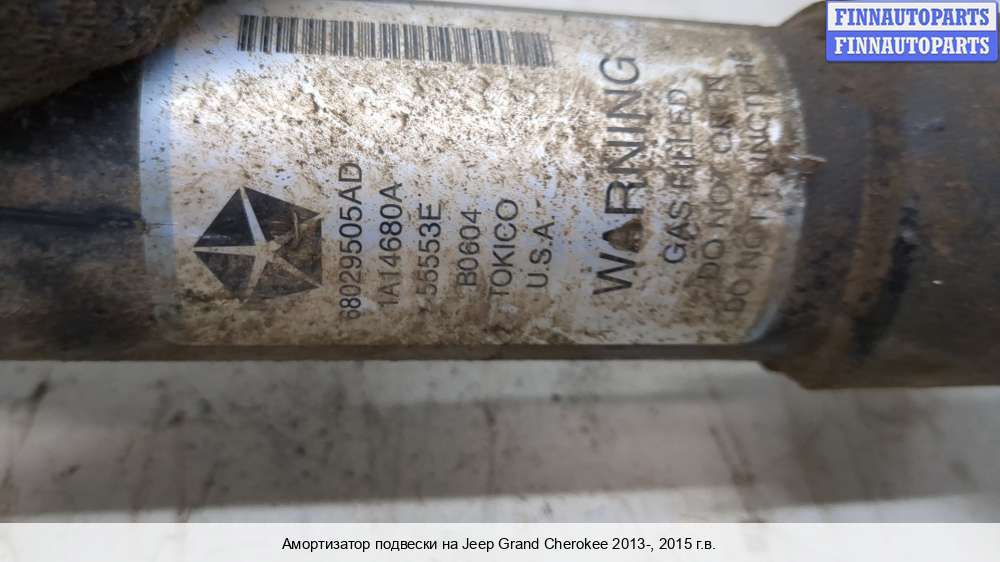 FINNAUTOPARTS
FINNAUTOPARTS
68029505AD
1A14680A
55553E
B0604
TOKICO
U.S.A.
WARNING
GAS FILLED
DO NOT OPEN
DO NOT PUNCTURE
Амортизатор подвески на Jeep Grand Cherokee 2013-, 2015 г.в.